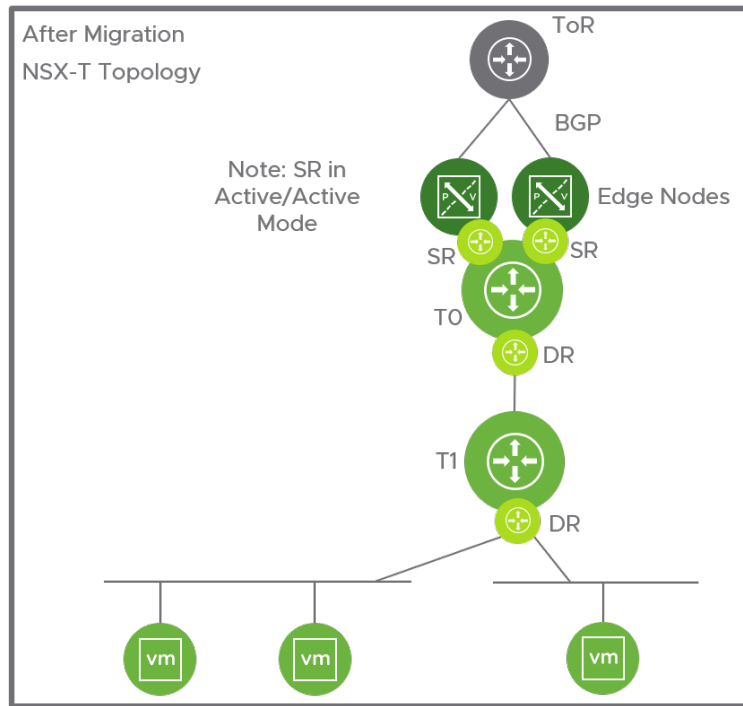 After Migration
NSX-T Topology
ToR
BGP
Note: SR in
Active/Active
Mode
P V
P V
Edge Nodes
SR
SR
T0
DR
T1
DR
vm
vm
vm